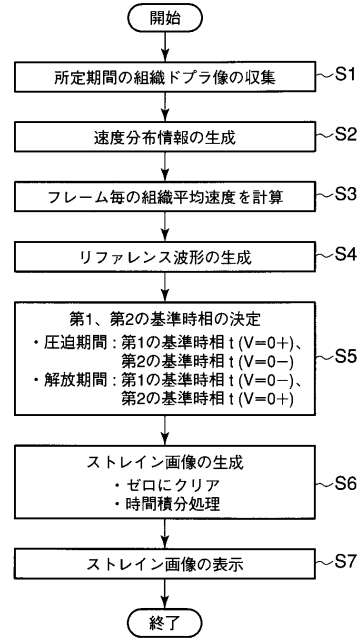 開始
所定期間の組織ドプラ像の収集
S1
速度分布情報の生成
S2
フレーム毎の組織平均速度を計算
S3
リファレンス波形の生成
S4
第1、第2の基準時相の決定
・圧迫期間：第1の基準時相 t (V=0+)、
第2の基準時相 t (V=0−)
・解放期間：第1の基準時相 t (V=0−)、
第2の基準時相 t (V=0+)
S5
ストレイン画像の生成
・ゼロにクリア
・時間積分処理
S6
ストレイン画像の表示
S7
終了